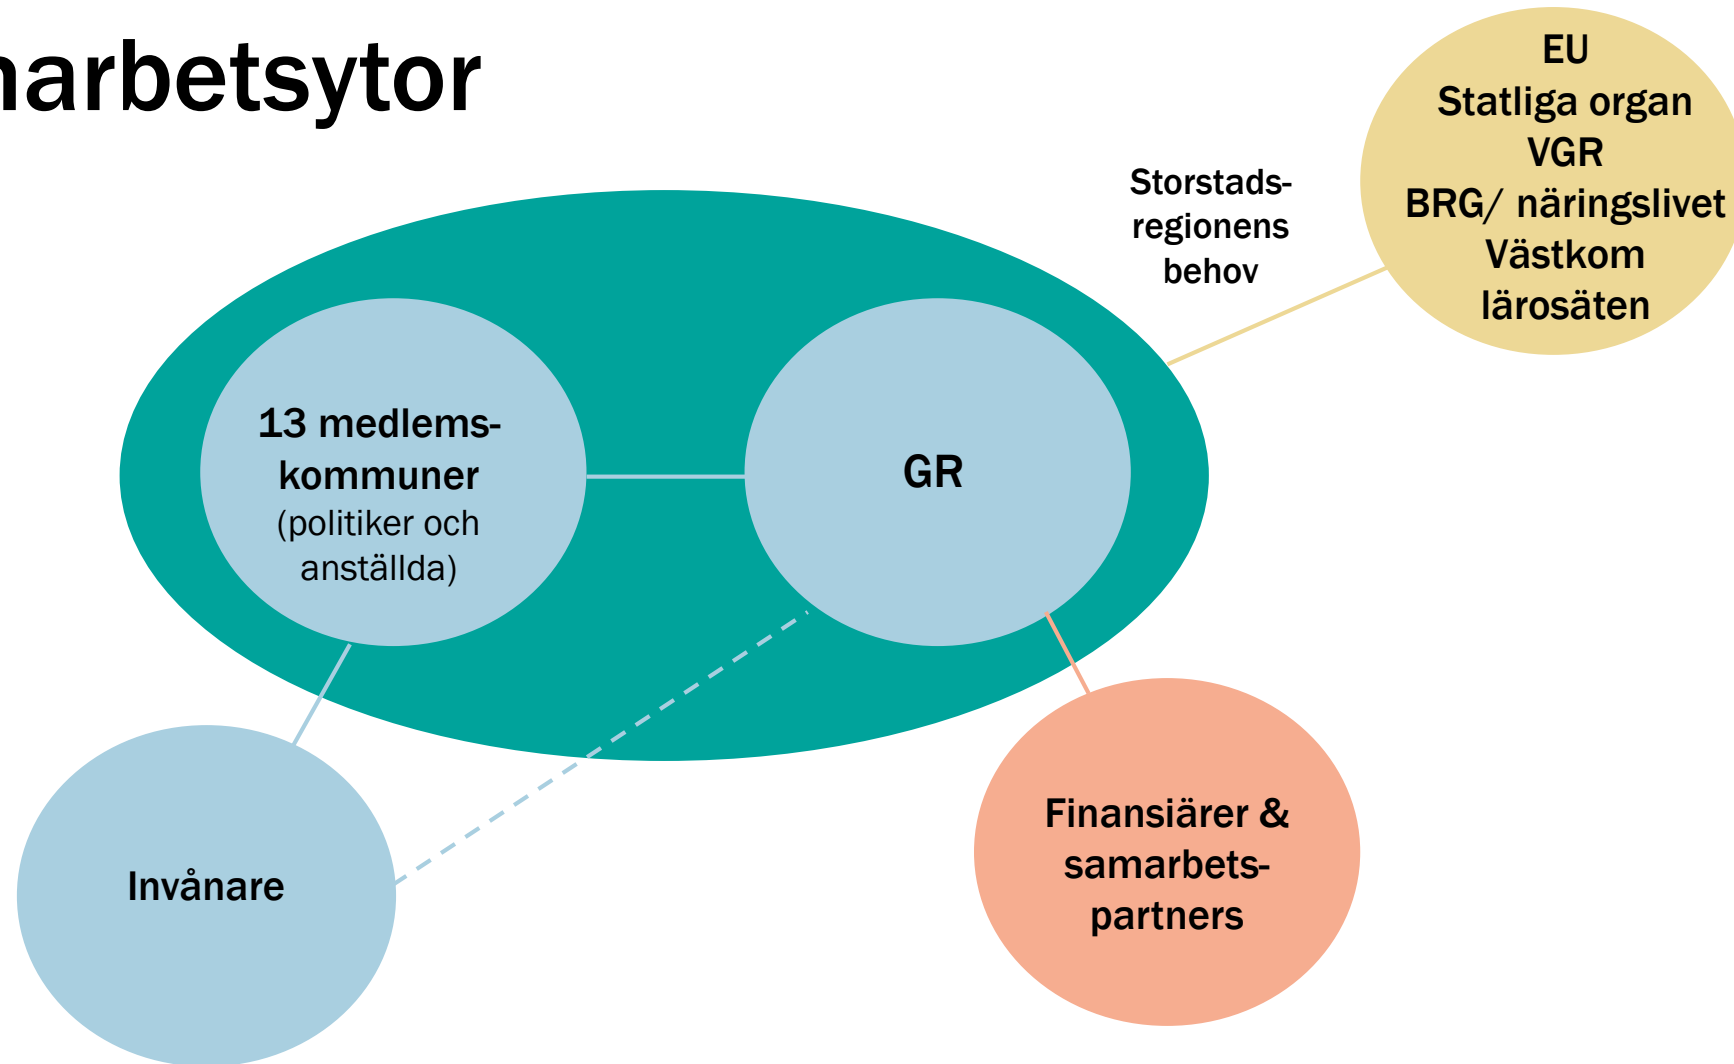 marbetsytor
EU
Statliga organ
VGR
BRG/ näringslivet
Västkom
lärosäten
Storstads-
regionens
behov
13 medlems-
kommuner
(politiker och
anställda)
GR
Invånare
Finansiärer &
samarbets-
partners